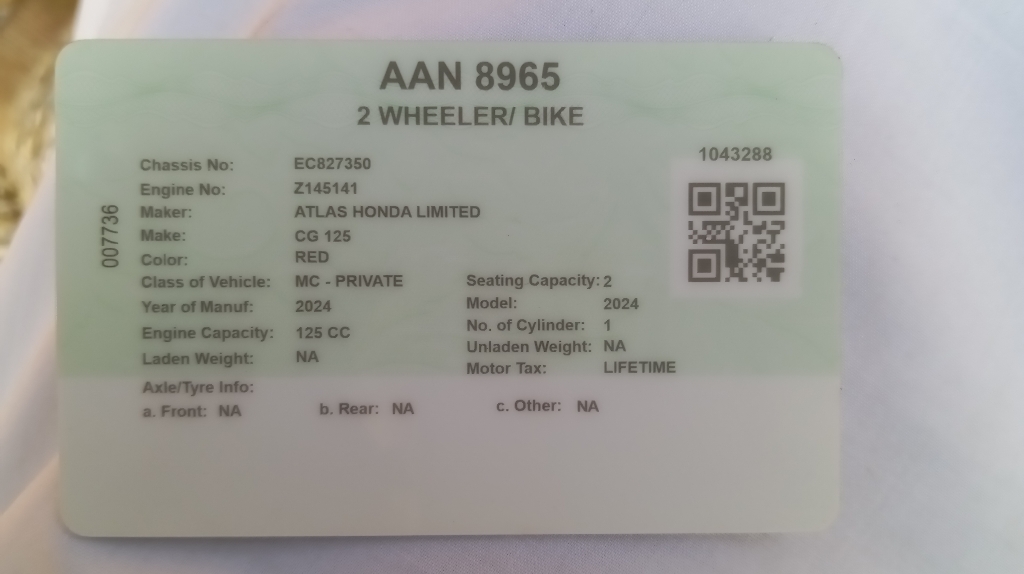 AAN 8965
2 WHEELER/ BIKE
1043288
007736
Chassis No: EC827350
Engine No: Z145141
Maker: ATLAS HONDA LIMITED
Make: CG 125
Color: RED
Class of Vehicle: MC - PRIVATE Seating Capacity: 2
Year of Manuf: 2024 Model: 2024
Engine Capacity: 125 CC No. of Cylinder: 1
Laden Weight: NA Unladen Weight: NA
Motor Tax: LIFETIME
Axle/Tyre Info:
a. Front: NA b. Rear: NA c. Other: NA